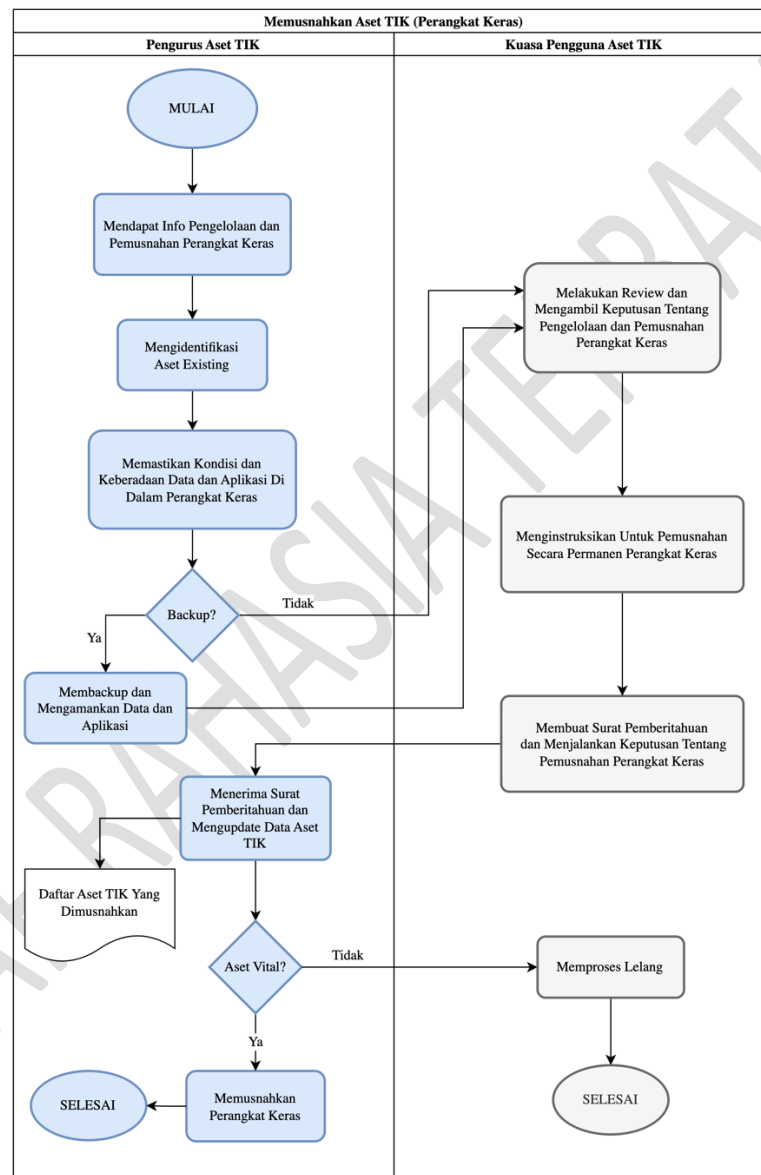 Memusnahkan Aset TIK (Perangkat Keras)
Pengurus Aset TIK
Kuasa Pengguna Aset TIK
MULAI
Mendapat Info Pengelolaan dan
Pemusnahan Perangkat Keras
Mengidentifikasi
Aset Existing
Memastikan Kondisi dan
Keberadaan Data dan Aplikasi Di
Dalam Perangkat Keras
Backup?
Tidak
Ya
Membackup dan
Mengamankan Data dan
Aplikasi
Melakukan Review dan
Mengambil Keputusan Tentang
Pengelolaan dan Pemusnahan
Perangkat Keras
Menginstruksikan Untuk Pemusnahan
Secara Permanen Perangkat Keras
Membuat Surat Pemberitahuan
dan Menjalankan Keputusan Tentang
Pemusnahan Perangkat Keras
Menerima Surat
Pemberitahuan dan
Mengupdate Data Aset
TIK
Daftar Aset TIK Yang
Dimusnahkan
Aset Vital?
Tidak
Memproses Lelang
Ya
Memusnahkan
Perangkat Keras
SELESAI
SELESAI
RAHASIA